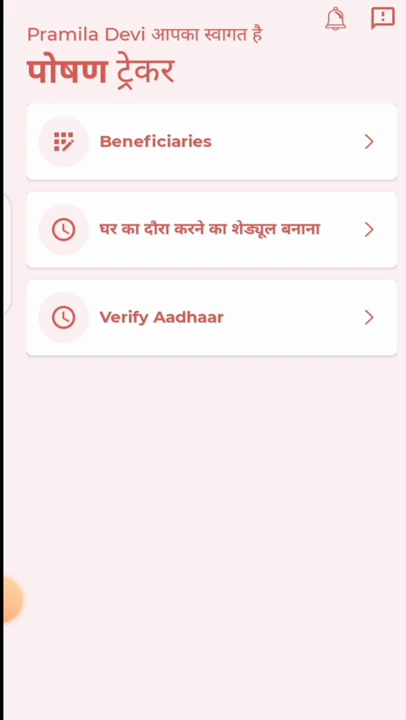 Pramila Devi आपका स्वागत है
पोषण ट्रेकर
Beneficiaries
घर का दौरा करने का शेड्यूल बनाना
Verify Aadhaar